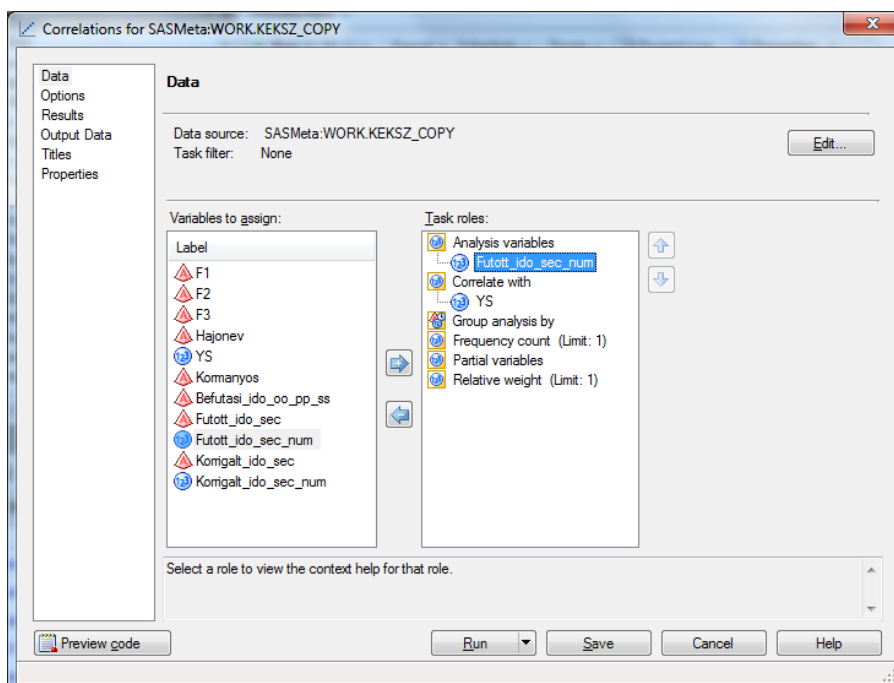 Correlations for SASMeta:WORK.KEKSZ_COPY
Data
Options
Results
Output Data
Titles
Properties
Data
Data source: SASMeta:WORK.KEKSZ_COPY
Task filter: None
Edit...
Variables to assign:
Label
F1
F2
F3
Hajonev
YS
Kormanyos
Befutasi_ido_oo_pp_ss
Futott_ido_sec
Futott_ido_sec_num
Korrigalt_ido_sec
Korrigalt_ido_sec_num
Task roles:
Analysis variables
Futott_ido_sec_num
Correlate with
YS
Group analysis by
Frequency count (Limit: 1)
Partial variables
Relative weight (Limit: 1)
Select a role to view the context help for that role.
Preview code
Run
Save
Cancel
Help